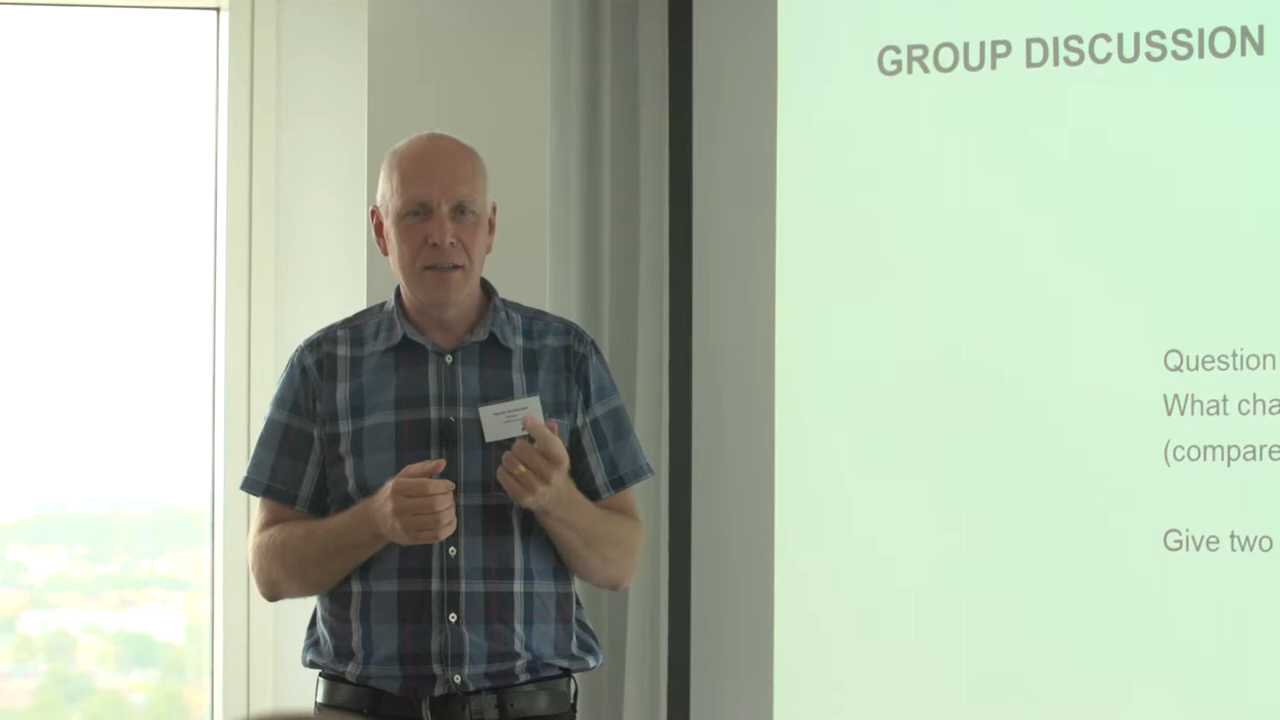 GROUP DISCUSSION
Question
What cha
(compare
Give two